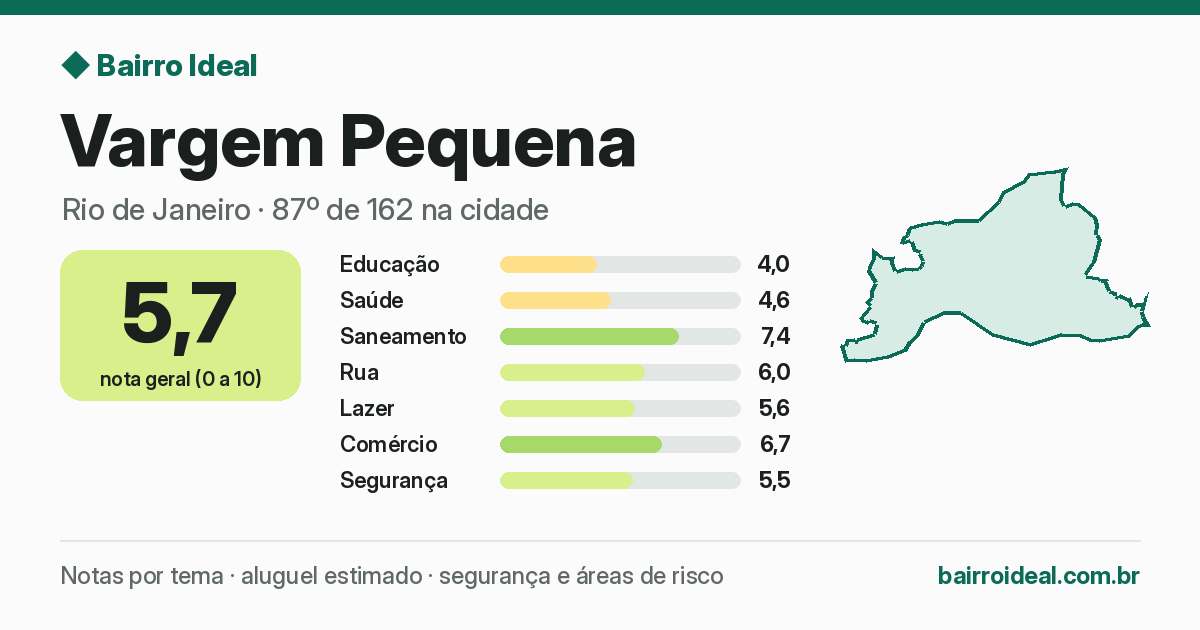 Bairro Ideal
Vargem Pequena
Rio de Janeiro · 87º de 162 na cidade
5,7
nota geral (0 a 10)
Educação 4,0
Saúde 4,6
Saneamento 7,4
Rua 6,0
Lazer 5,6
Comércio 6,7
Segurança 5,5
Notas por tema · aluguel estimado · segurança e áreas de risco
bairroideal.com.br